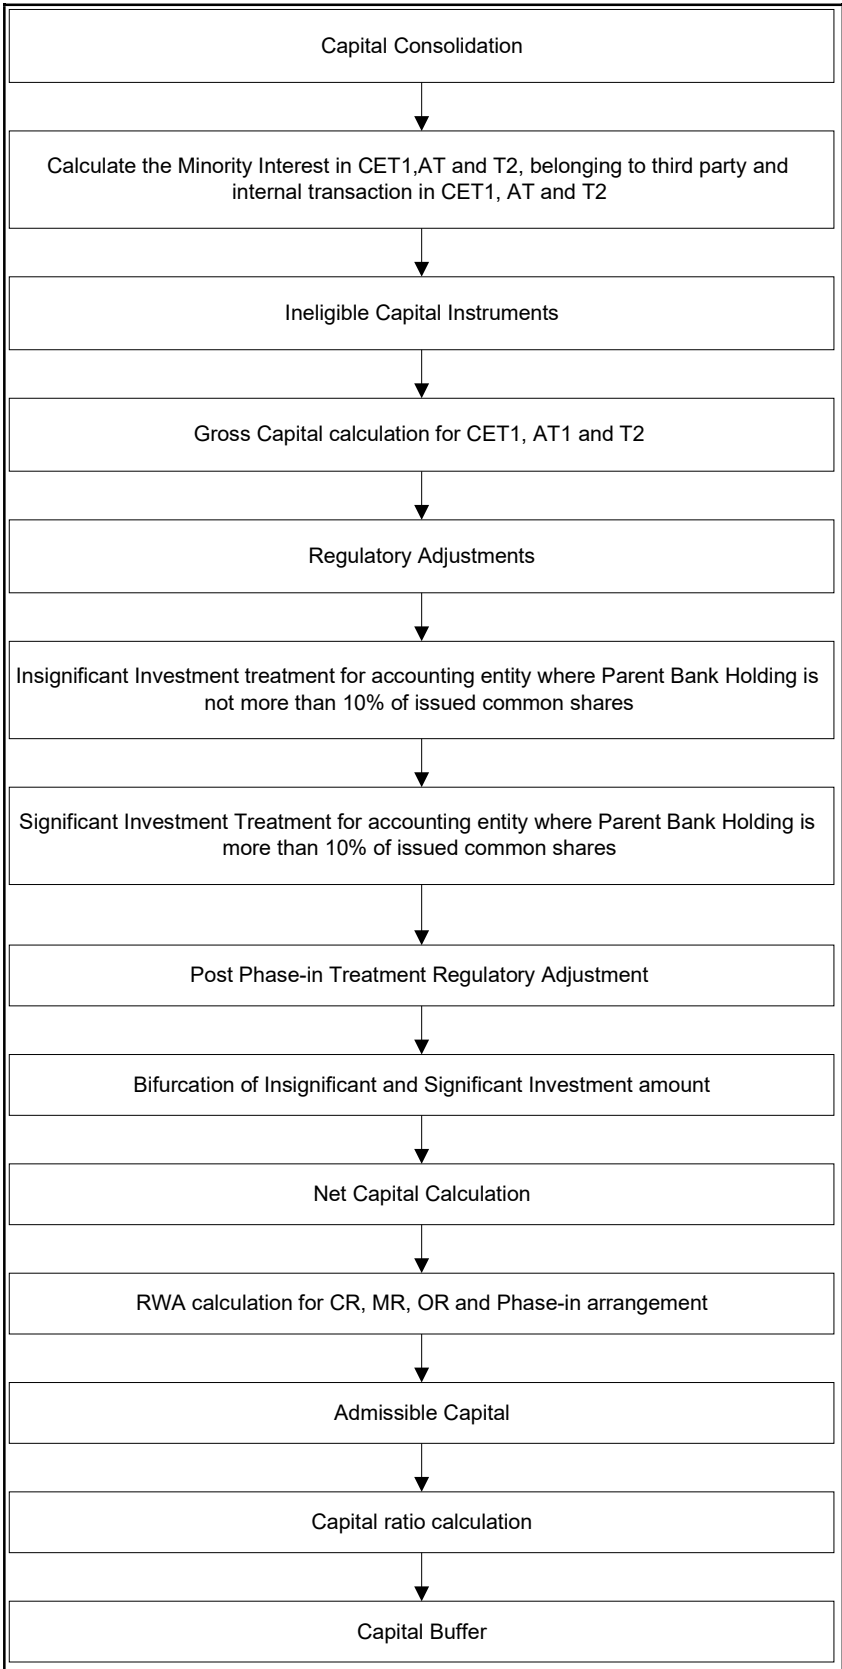 Capital Consolidation
Calculate the Minority Interest in CET1,AT and T2, belonging to third party and
internal transaction in CET1, AT and T2
Ineligible Capital Instruments
Gross Capital calculation for CET1, AT1 and T2
Regulatory Adjustments
Insignificant Investment treatment for accounting entity where Parent Bank Holding is
not more than 10% of issued common shares
Significant Investment Treatment for accounting entity where Parent Bank Holding is
more than 10% of issued common shares
Post Phase-in Treatment Regulatory Adjustment
Bifurcation of Insignificant and Significant Investment amount
Net Capital Calculation
RWA calculation for CR, MR, OR and Phase-in arrangement
Admissible Capital
Capital ratio calculation
Capital Buffer